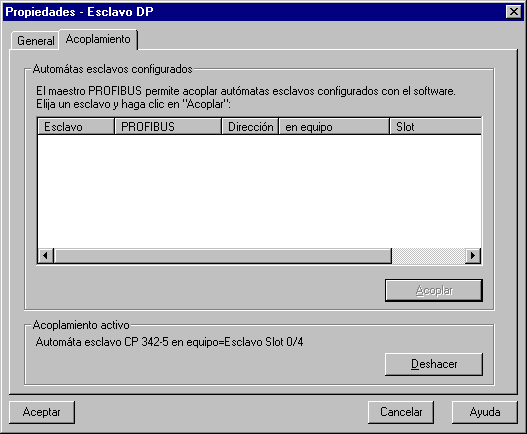 Propiedades - Esclavo DP
General
Acoplamiento
Automátas esclavos configurados
El maestro PROFIBUS permite acoplar autómatas esclavos configurados con el software.
Elija un esclavo y haga clic en "Acoplar":
Esclavo PROFIBUS Dirección en equipo Slot
Acoplar
Acoplamiento activo
Automáta esclavo CP 342-5 en equipo=Esclavo Slot 0/4
Deshacer
Aceptar Cancelar Ayuda